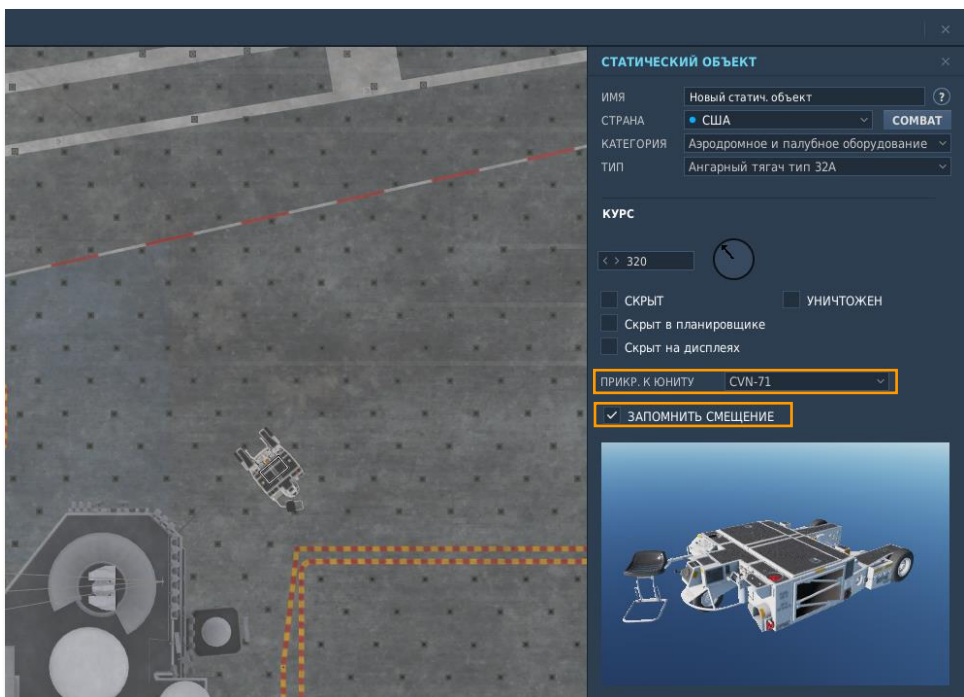 СТАТИЧЕСКИЙ ОБЪЕКТ
ИМЯ Новый статич. объект ?
СТРАНА США COMBAT
КАТЕГОРИЯ Аэродромное и палубное оборудование
ТИП Ангарный тягач тип 32А
КУРС
< > 320
СКРЫТ УНИЧТОЖЕН
Скрыт в планировщике
Скрыт на дисплеях
ПРИКР. К ЮНИТУ CVN-71
ЗАПОМНИТЬ СМЕЩЕНИЕ